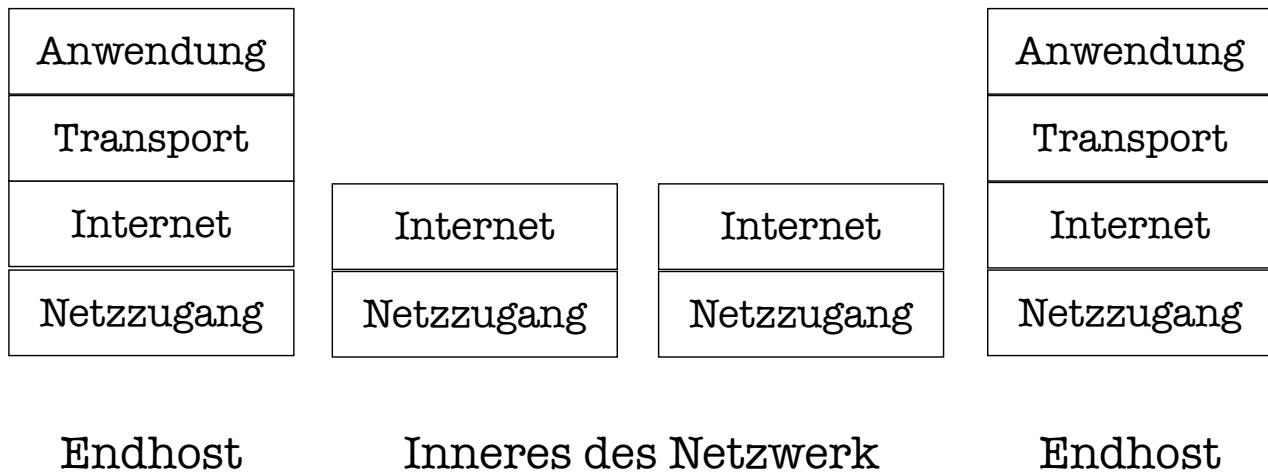 Anwendung
Transport
Internet
Netzzugang
Internet
Netzzugang
Internet
Netzzugang
Anwendung
Transport
Internet
Netzzugang
Endhost
Inneres des Netzwerk
Endhost